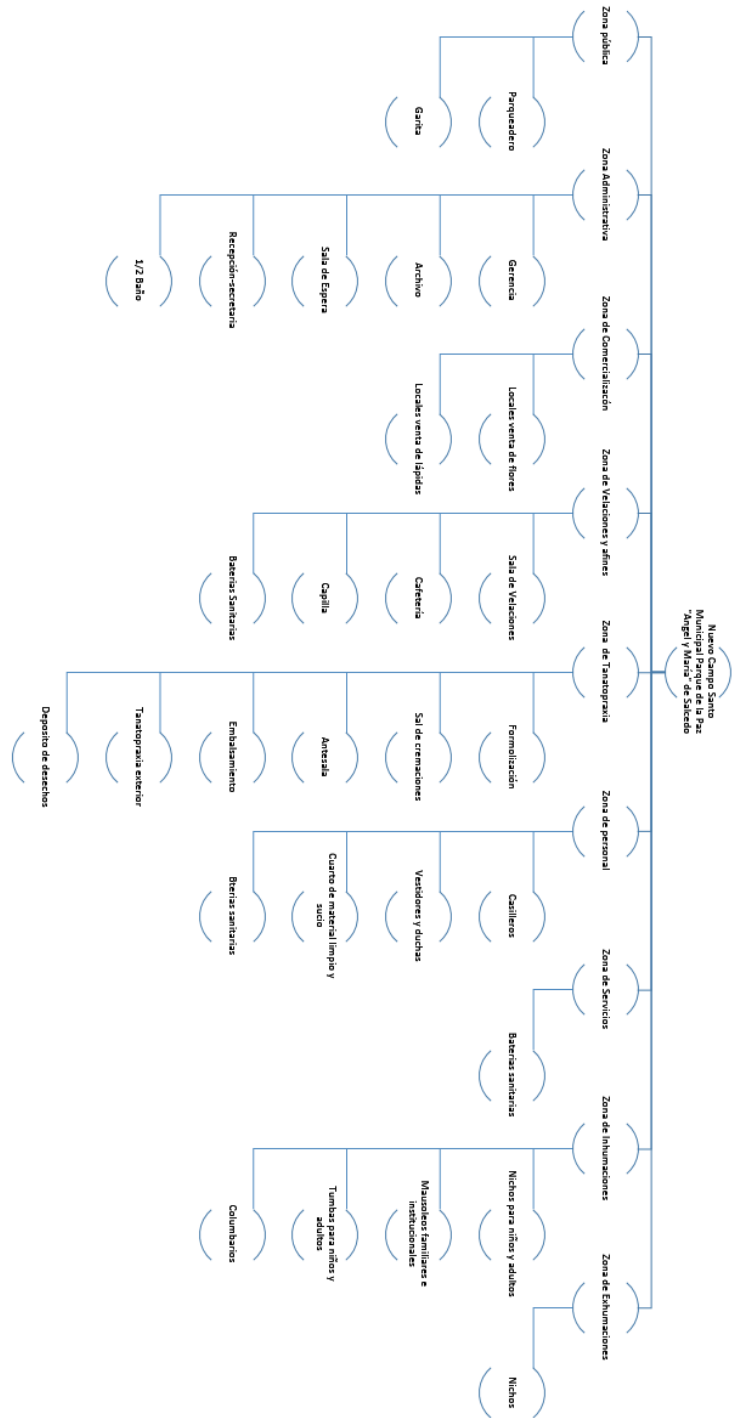 Nuevo Campo Santo
Municipal Parque de la Paz
"Angel y María" de Salcedo
Zona pública
Parqueadero
Garita
Zona Administrativa
Gerencia
Archivo
Sala de Espera
Recepción-secretaria
1/2 Baño
Zona de Comercializacón
Locales venta de flores
Locales venta de lápidas
Zona de Velaciones y afines
Sala de Velaciones
Cafetería
Capilla
Baterías Sanitarias
Zona de Tanatopraxia
Formolización
Sal de cremaciones
Antesala
Embalsamiento
Tanatopraxia exterior
Deposito de desechos
Zona de personal
Casilleros
Vestidores y duchas
Cuarto de material limpio y
sucio
Bterias sanitarias
Zona de Servicios
Baterias sanitarias
Zona de Inhumaciones
Nichos para niños y adultos
Mausoleos familiares e
institucionales
Tumbas para niños y
adultos
Columbarios
Zona de Exhumaciones
Nichos